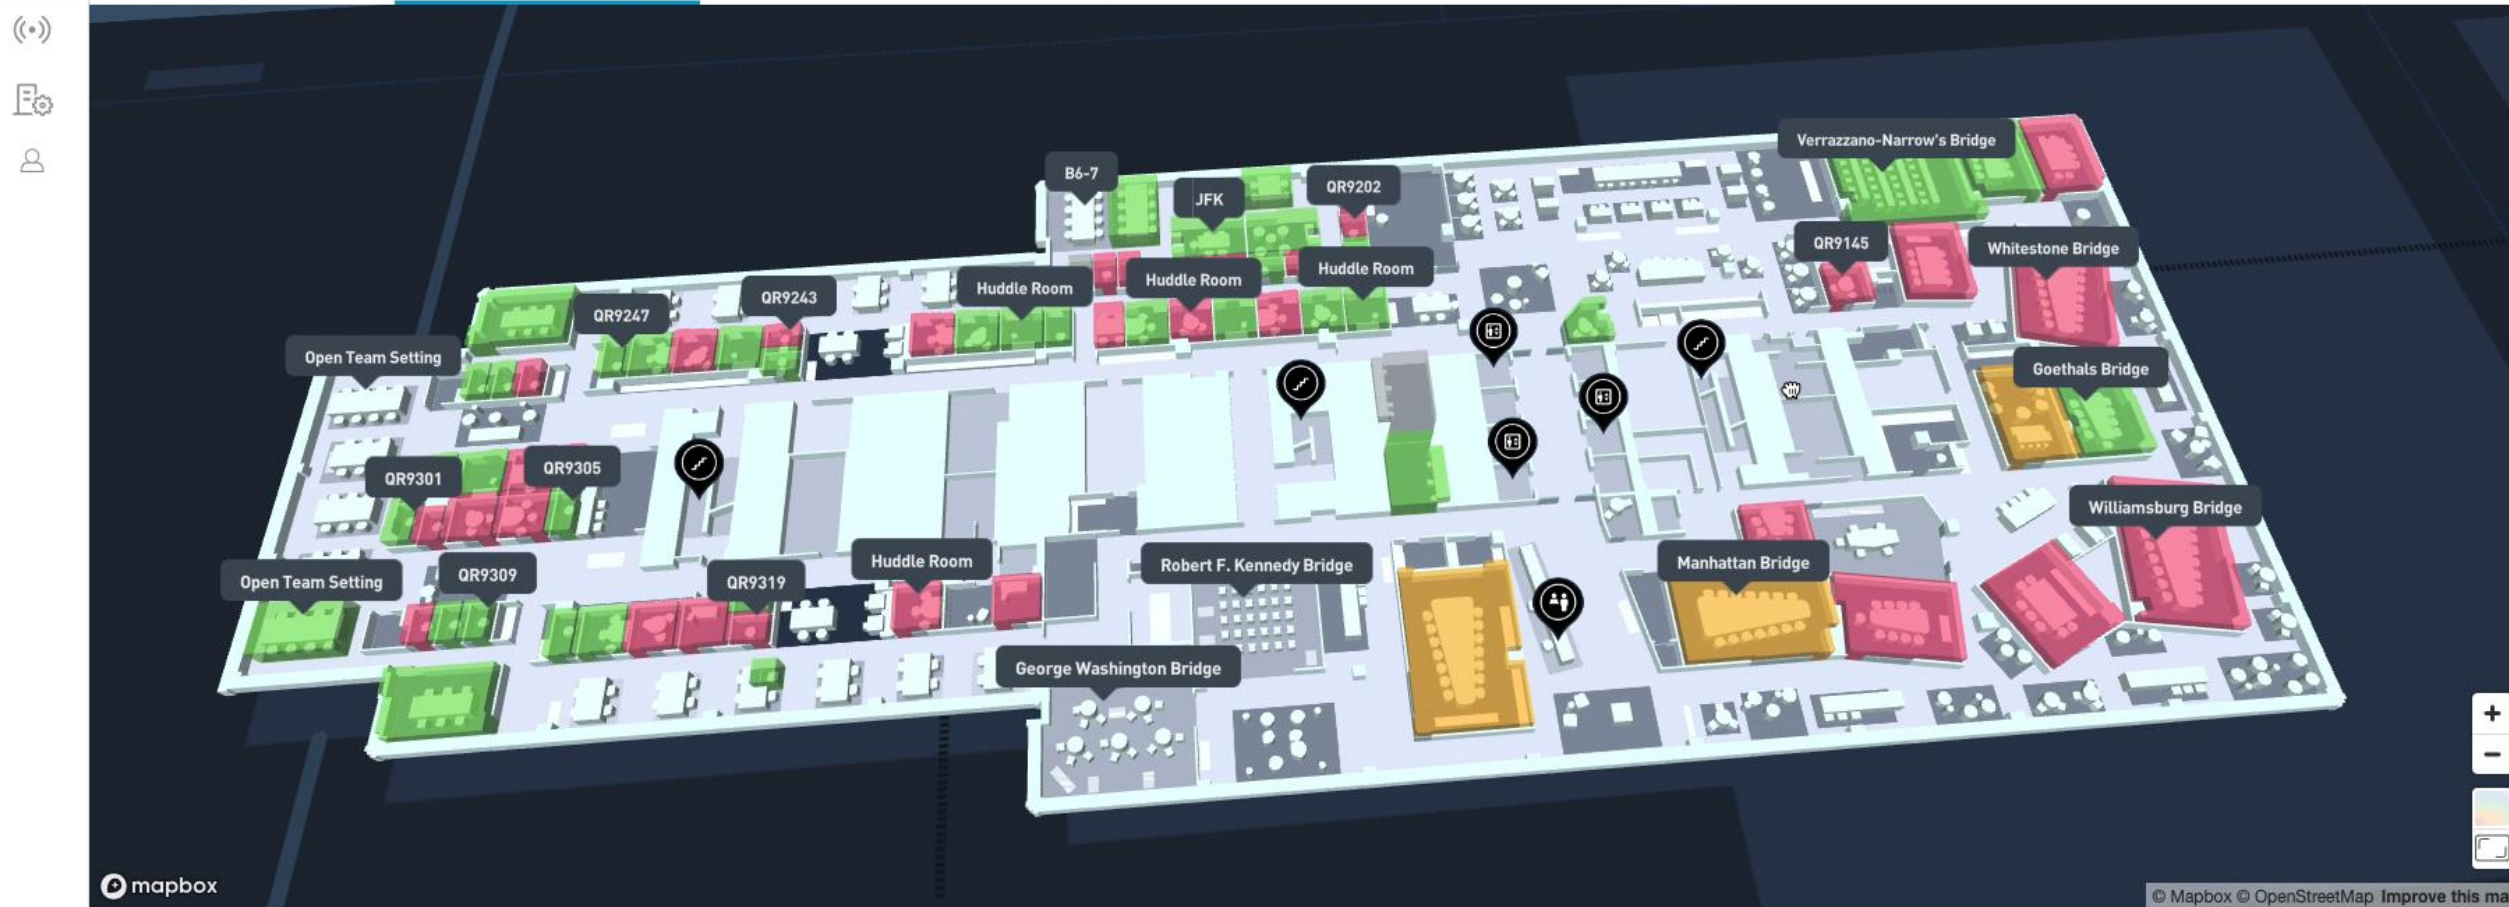 Verrazzano-Narrow's Bridge
B6-7
JFK
QR9202
QR9145
Whitestone Bridge
Huddle Room
Huddle Room
Huddle Room
QR9243
QR9247
Open Team Setting
Goethals Bridge
QR9301
QR9305
Williamsburg Bridge
Huddle Room
Robert F. Kennedy Bridge
Manhattan Bridge
Open Team Setting
QR9309
QR9319
George Washington Bridge
+
−
mapbox
© Mapbox © OpenStreetMap Improve this ma